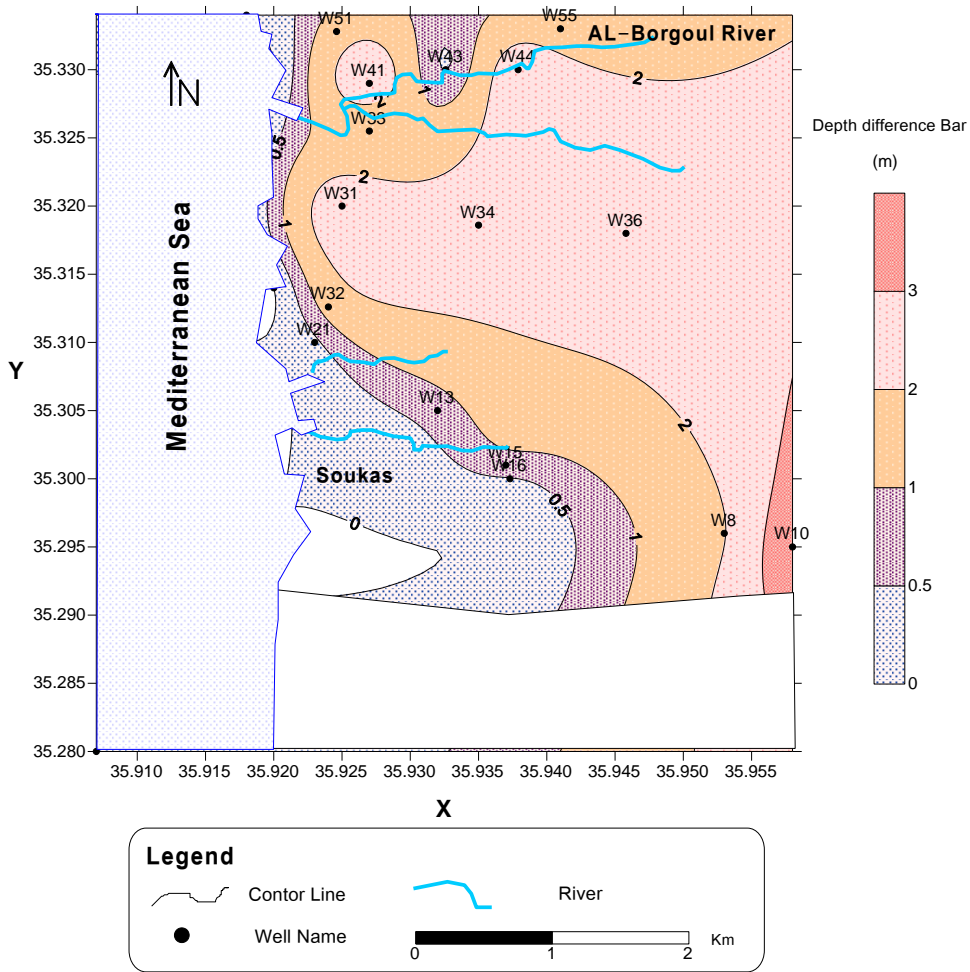 W51
W55
AL-Borgoul River
35.330
W43
W44
2
W41
N
1
2
35.325
W33
0.5
2
35.320
W31
W34
W36
1
35.315
W32
W21
35.310
Y
Mediterranean Sea
35.305
W13
2
W15
W16
35.300
Soukas
0.5
0
W8
1
W10
35.295
35.290
35.285
35.280
35.910 35.915 35.920 35.925 35.930 35.935 35.940 35.945 35.950 35.955
X
Depth difference Bar
(m)
3
2
1
0.5
0
Legend
Contor Line
River
Well Name
0 1 2 Km